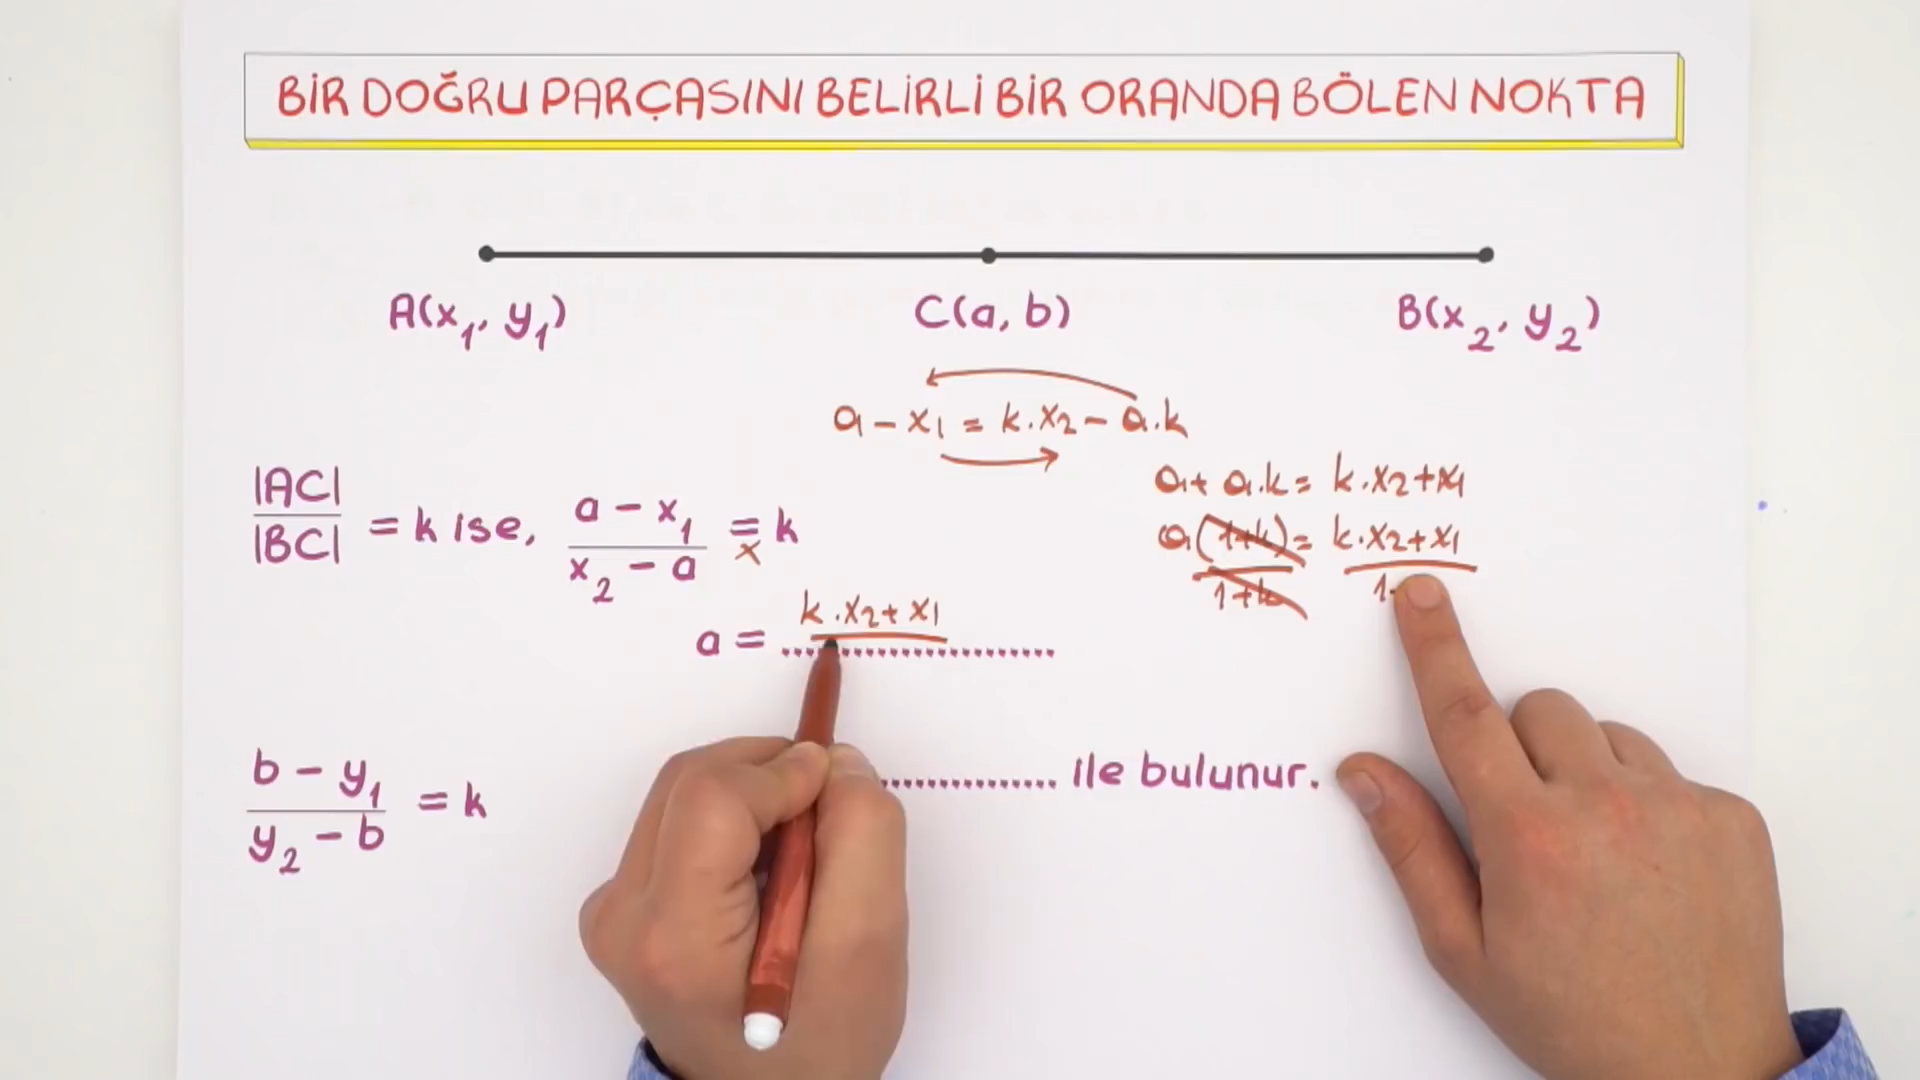 BİR DOĞRU PARÇASINI BELİRLİ BİR ORANDA BÖLEN NOKTA
A(x₁, y₁) C(a, b) B(x₂, y₂)
a - x₁ = k.x₂ - a.k
a + a.k = k.x₂ + x₁
|AC| / |BC| = k ise, (a - x₁) / (x₂ - a) = k
x
a(1+k) / 1+k = k.x₂ + x₁ / 1
a = k.x₂ + x₁ ....................
(b - y₁) / (y₂ - b) = k
............... ile bulunur.